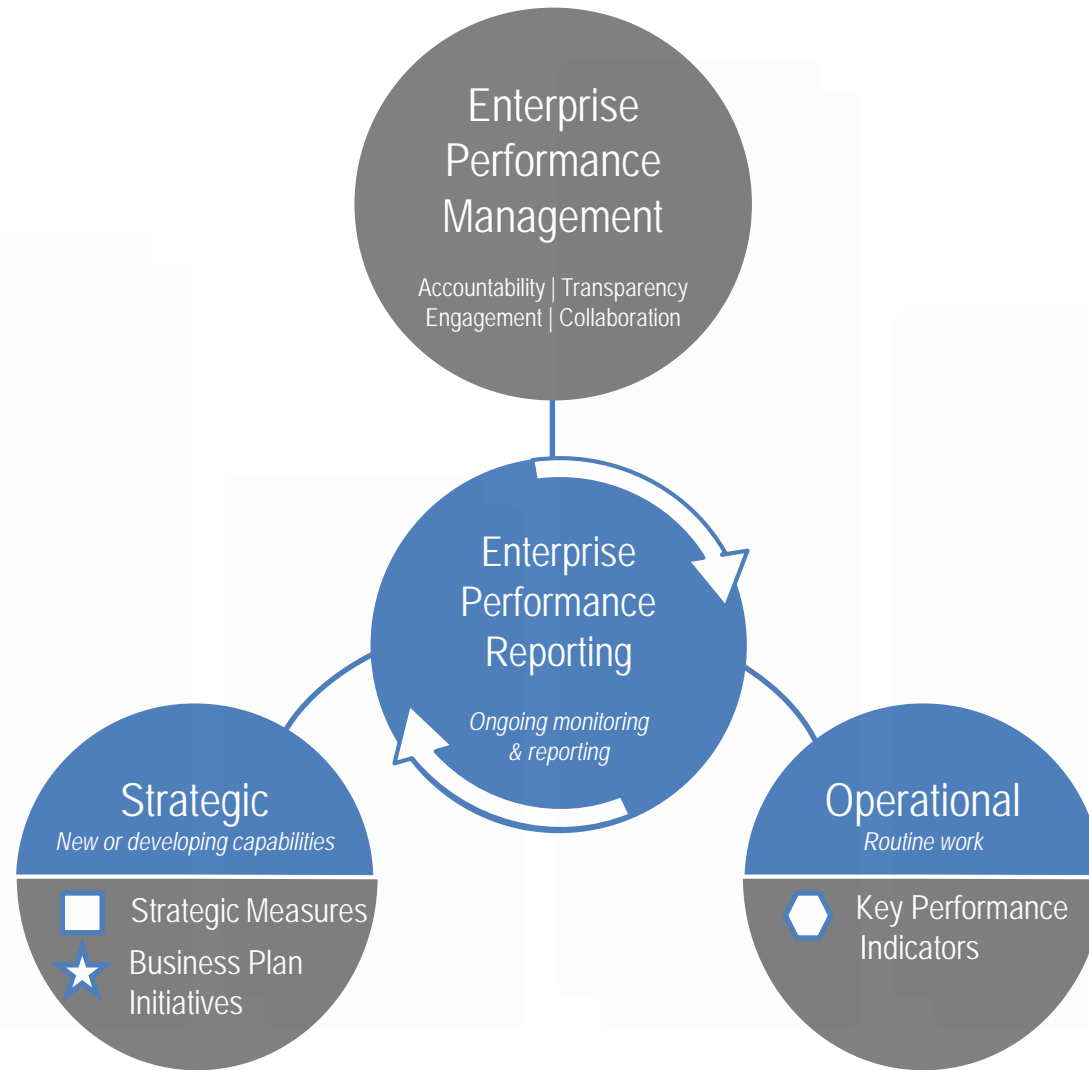 Enterprise
Performance
Management
Accountability | Transparency
Engagement | Collaboration
Enterprise
Performance
Reporting
Ongoing monitoring
& reporting
Strategic
New or developing capabilities
Strategic Measures
Business Plan
Initiatives
Operational
Routine work
Key Performance
Indicators